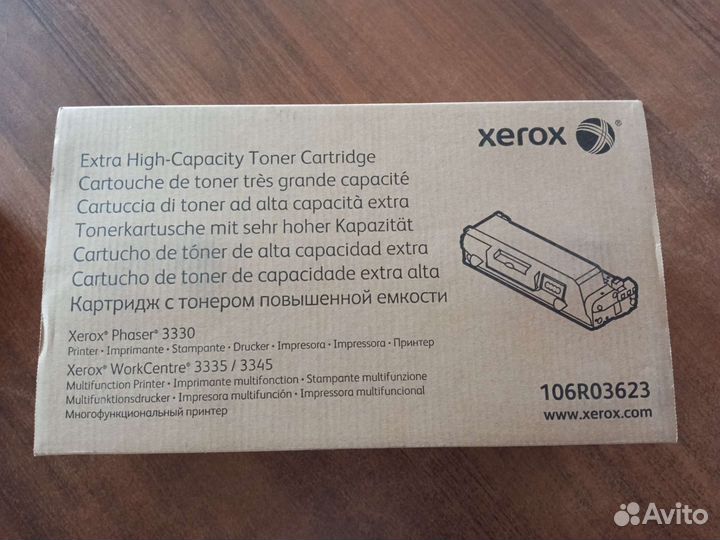 xerox ®
Extra High-Capacity Toner Cartridge
Cartouche de toner très grande capacité
Cartuccia di toner ad alta capacità extra
Tonerkartusche mit sehr hoher Kapazität
Cartucho de tóner de alta capacidad extra
Cartucho de toner de capacidade extra alta
Картридж с тонером повышенной емкости
Xerox® Phaser® 3330
Printer • Imprimante • Stampante • Drucker • Impresora • Impressora • Принтер
Xerox® WorkCentre® 3335 / 3345
Multifunction Printer • Imprimante multifonction • Stampante multifunzione
Multifunktionsdrucker • Impresora multifunción • Impressora multifuncional
Многофункциональный принтер
106R03623
www.xerox.com
Avito